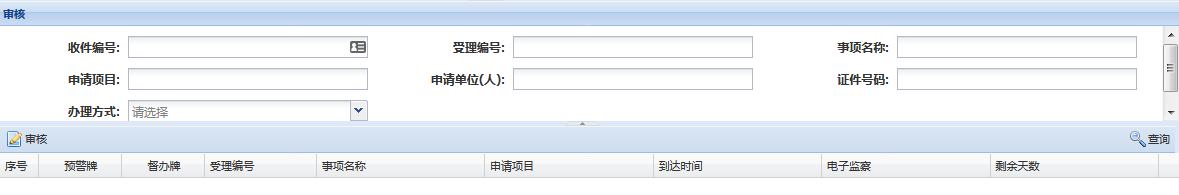 审核
收件编号: 受理编号: 事项名称:
申请项目: 申请单位(人): 证件号码:
办理方式: 请选择
审核 查询
序号 预警牌 督办牌 受理编号 事项名称 申请项目 到达时间 电子监察 剩余天数